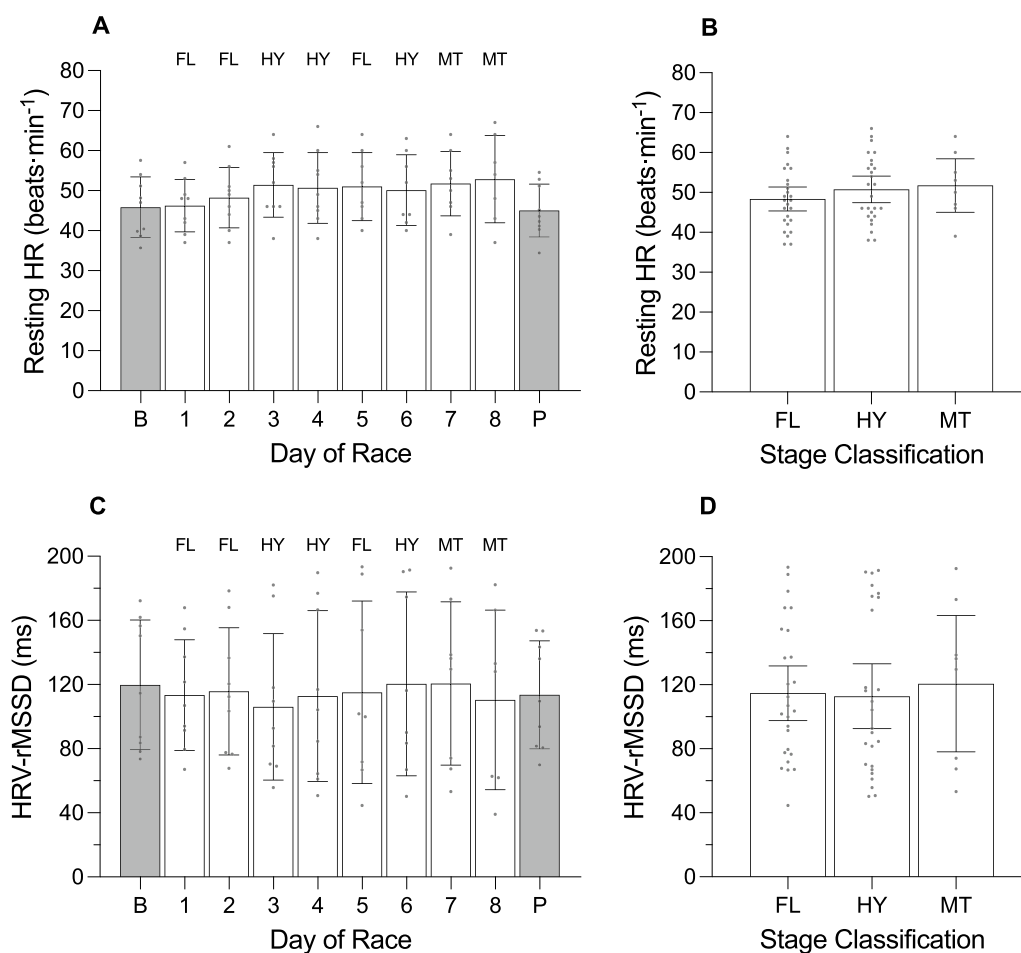 A
FL FL HY HY FL HY MT MT
Resting HR (beats·min⁻¹)
80
70
60
50
40
30
20
10
0
B 1 2 3 4 5 6 7 8 P
Day of Race
B
Resting HR (beats·min⁻¹)
80
70
60
50
40
30
20
10
0
FL HY MT
Stage Classification
C
FL FL HY HY FL HY MT MT
HRV-rMSSD (ms)
200
160
120
80
40
0
B 1 2 3 4 5 6 7 8 P
Day of Race
D
HRV-rMSSD (ms)
200
160
120
80
40
0
FL HY MT
Stage Classification